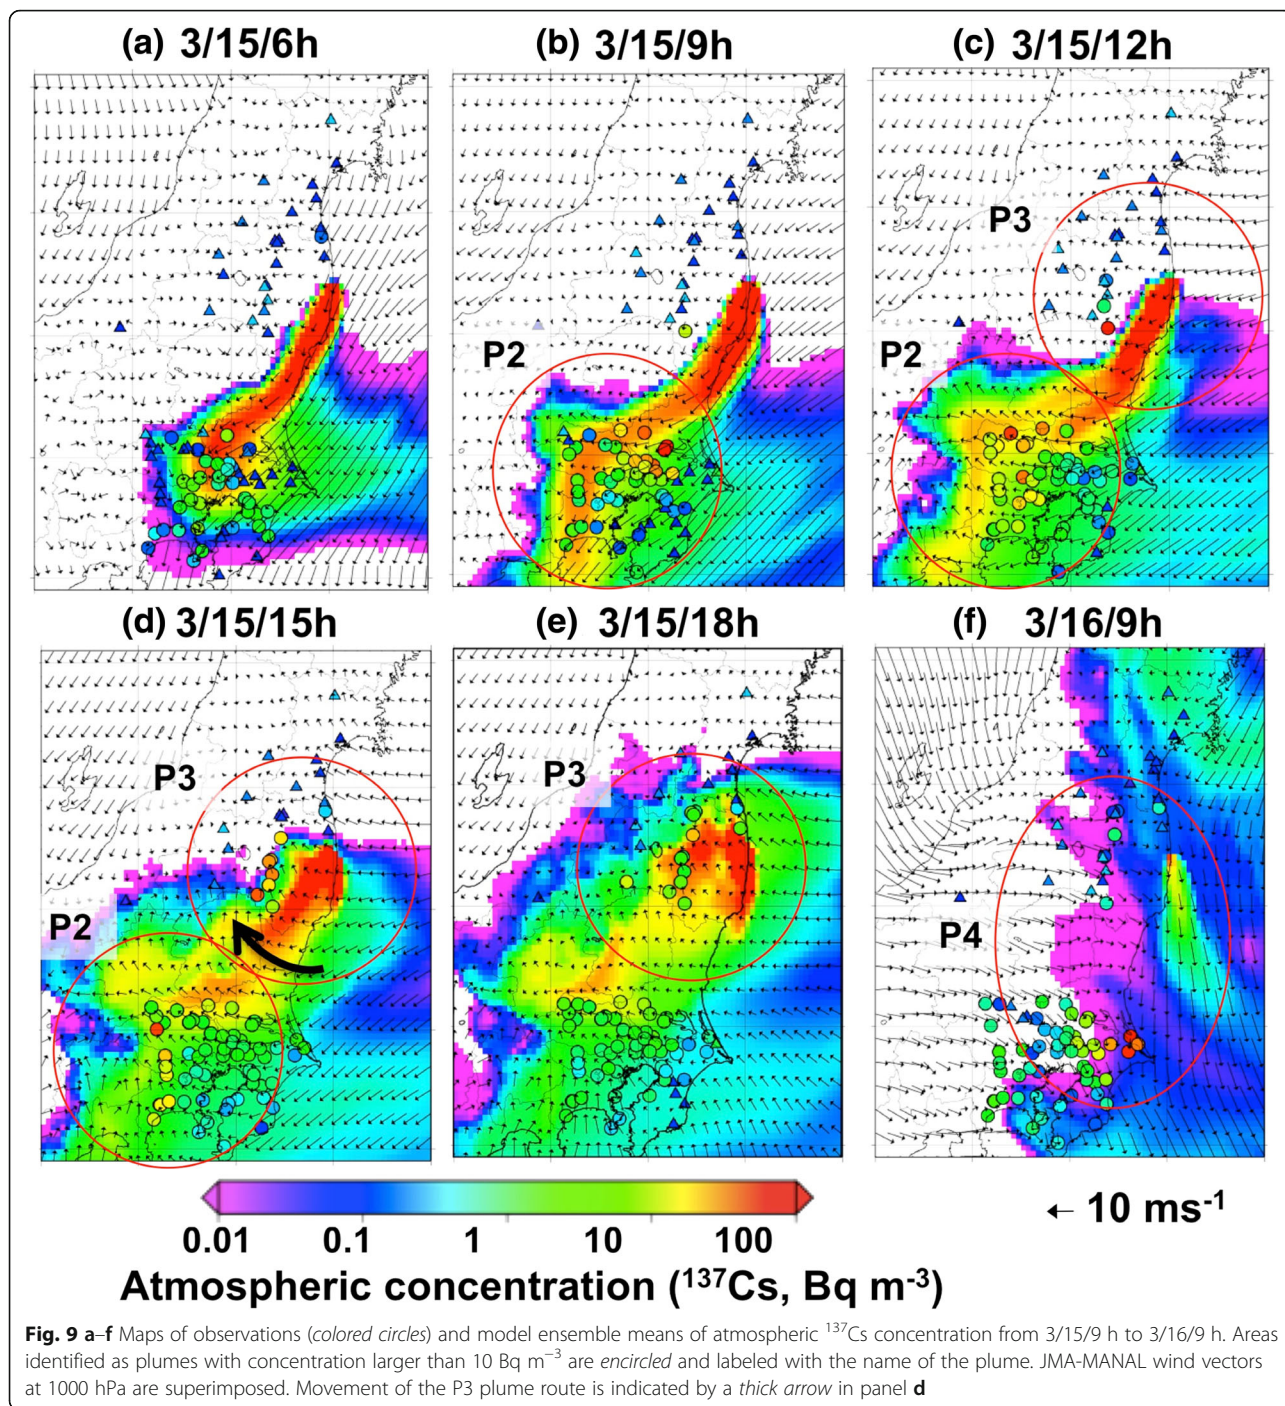 (a) 3/15/6h
(b) 3/15/9h
(c) 3/15/12h
P2
P3
P2
(d) 3/15/15h
(e) 3/15/18h
(f) 3/16/9h
P3
P2
P3
P4
0.01 0.1 1 10 100
← 10 ms⁻¹
Atmospheric concentration (¹³⁷Cs, Bq m⁻³)
Fig. 9 a–f Maps of observations (colored circles) and model ensemble means of atmospheric ¹³⁷Cs concentration from 3/15/9 h to 3/16/9 h. Areas
identified as plumes with concentration larger than 10 Bq m⁻³ are encircled and labeled with the name of the plume. JMA-MANAL wind vectors
at 1000 hPa are superimposed. Movement of the P3 plume route is indicated by a thick arrow in panel d